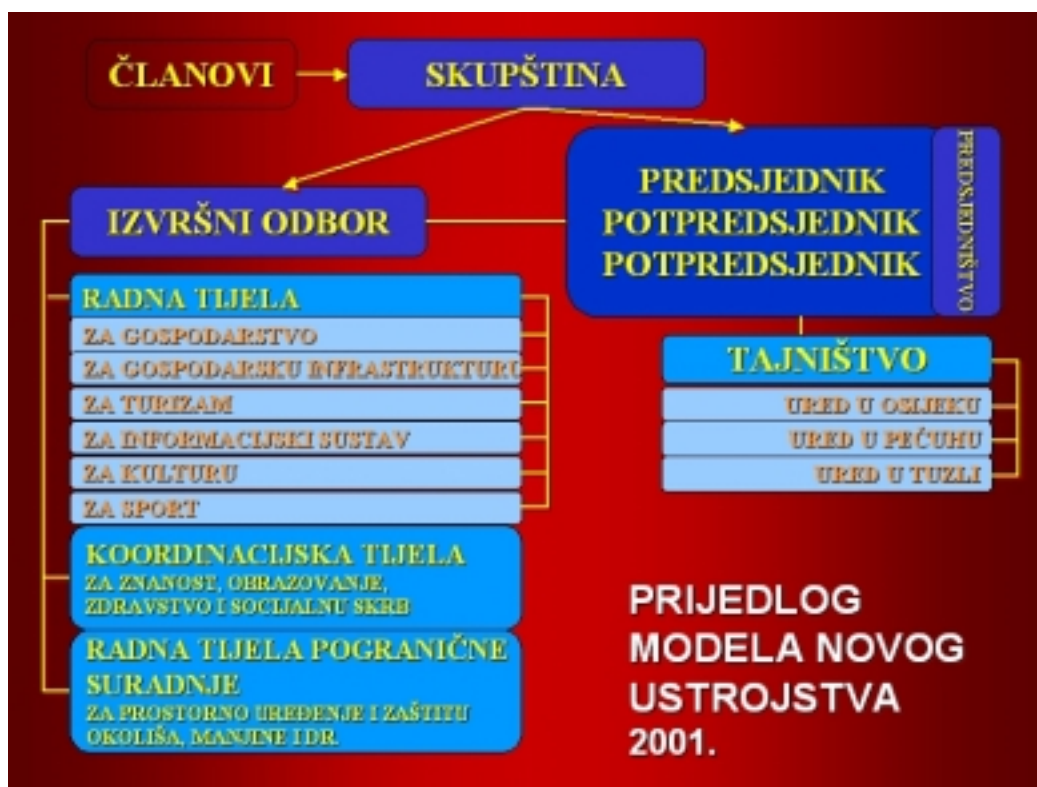 ČLANOVI
SKUPŠTINA
IZVRŠNI ODBOR
PREDSJEDNIK
POTPREDSJEDNIK
POTPREDSJEDNIK
PREDSJEDNIŠTVO
RADNA TIJELA
ZA GOSPODARSTVO
ZA GOSPODARSKU INFRASTRUKTURU
ZA TURIZAM
ZA INFORMACIJSKI SUSTAV
ZA KULTURU
ZA SPORT
KOORDINACIJSKA TIJELA
ZA ZNANOST, OBRAZOVANJE,
ZDRAVSTVO I SOCIJALNU SKRB
RADNA TIJELA POGRANIČNE
SURADNJE
ZA PROSTORNO UREĐENJE I ZAŠTITU
OKOLIŠA, MANJINE I DR.
TAJNIŠTVO
URED U OSIJEKU
URED U PEČUHU
URED U TUZLI
PRIJEDLOG
MODELA NOVOG
USTROJSTVA
2001.